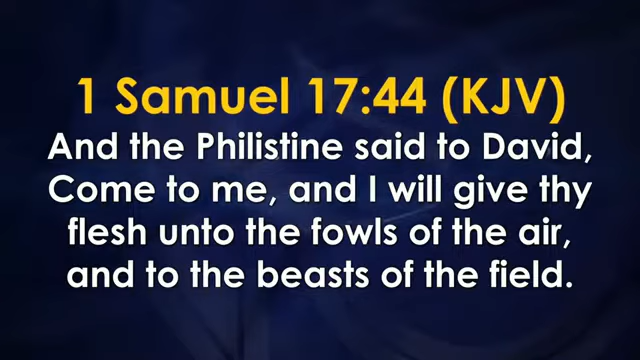 1 Samuel 17:44 (KJV)
And the Philistine said to David,
Come to me, and I will give thy
flesh unto the fowls of the air,
and to the beasts of the field.